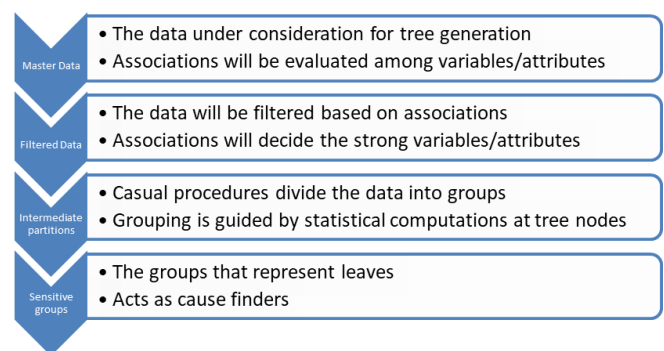 Master Data
• The data under consideration for tree generation
• Associations will be evaluated among variables/attributes
Filtered Data
• The data will be filtered based on associations
• Associations will decide the strong variables/attributes
Intermediate
partitions
• Casual procedures divide the data into groups
• Grouping is guided by statistical computations at tree nodes
Sensitive
groups
• The groups that represent leaves
• Acts as cause finders